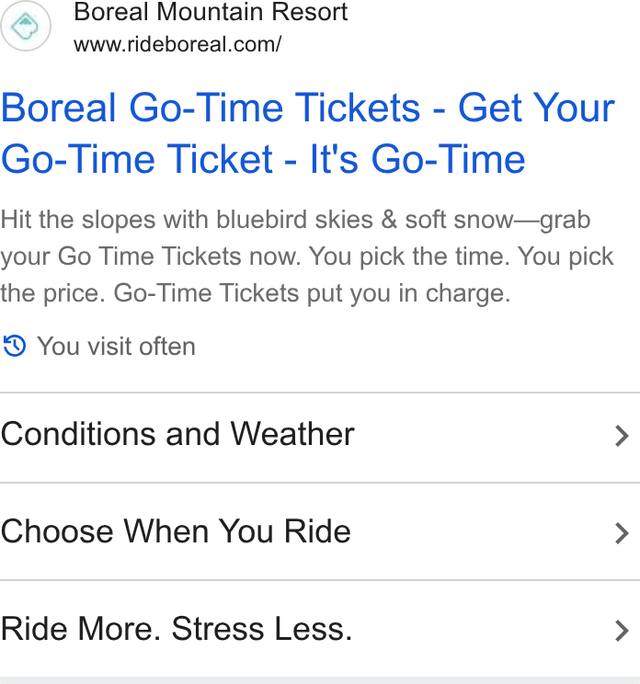 Boreal Mountain Resort
www.rideboreal.com/
Boreal Go-Time Tickets - Get Your
Go-Time Ticket - It's Go-Time
Hit the slopes with bluebird skies & soft snow—grab
your Go Time Tickets now. You pick the time. You pick
the price. Go-Time Tickets put you in charge.
You visit often
Conditions and Weather
Choose When You Ride
Ride More. Stress Less.